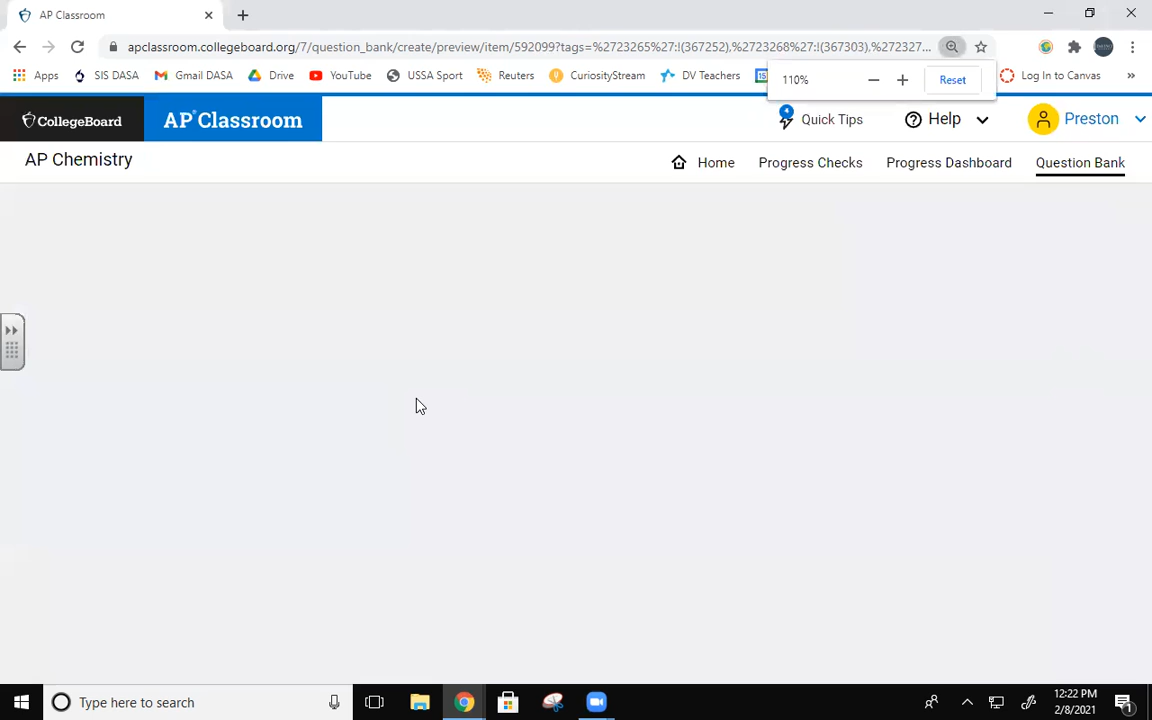 AP Classroom
apclassroom.collegeboard.org/7/question_bank/create/preview/item/592099?tags=%2723265%27:!(367252),%2723268%27:!(367303),%272327...
Apps SIS DASA Gmail DASA Drive YouTube USSA Sport Reuters CuriosityStream DV Teachers 15 Log In to Canvas »
110% Reset
CollegeBoard AP Classroom 4 Quick Tips Help Preston
AP Chemistry Home Progress Checks Progress Dashboard Question Bank
Type here to search
12:22 PM
2/8/2021
1